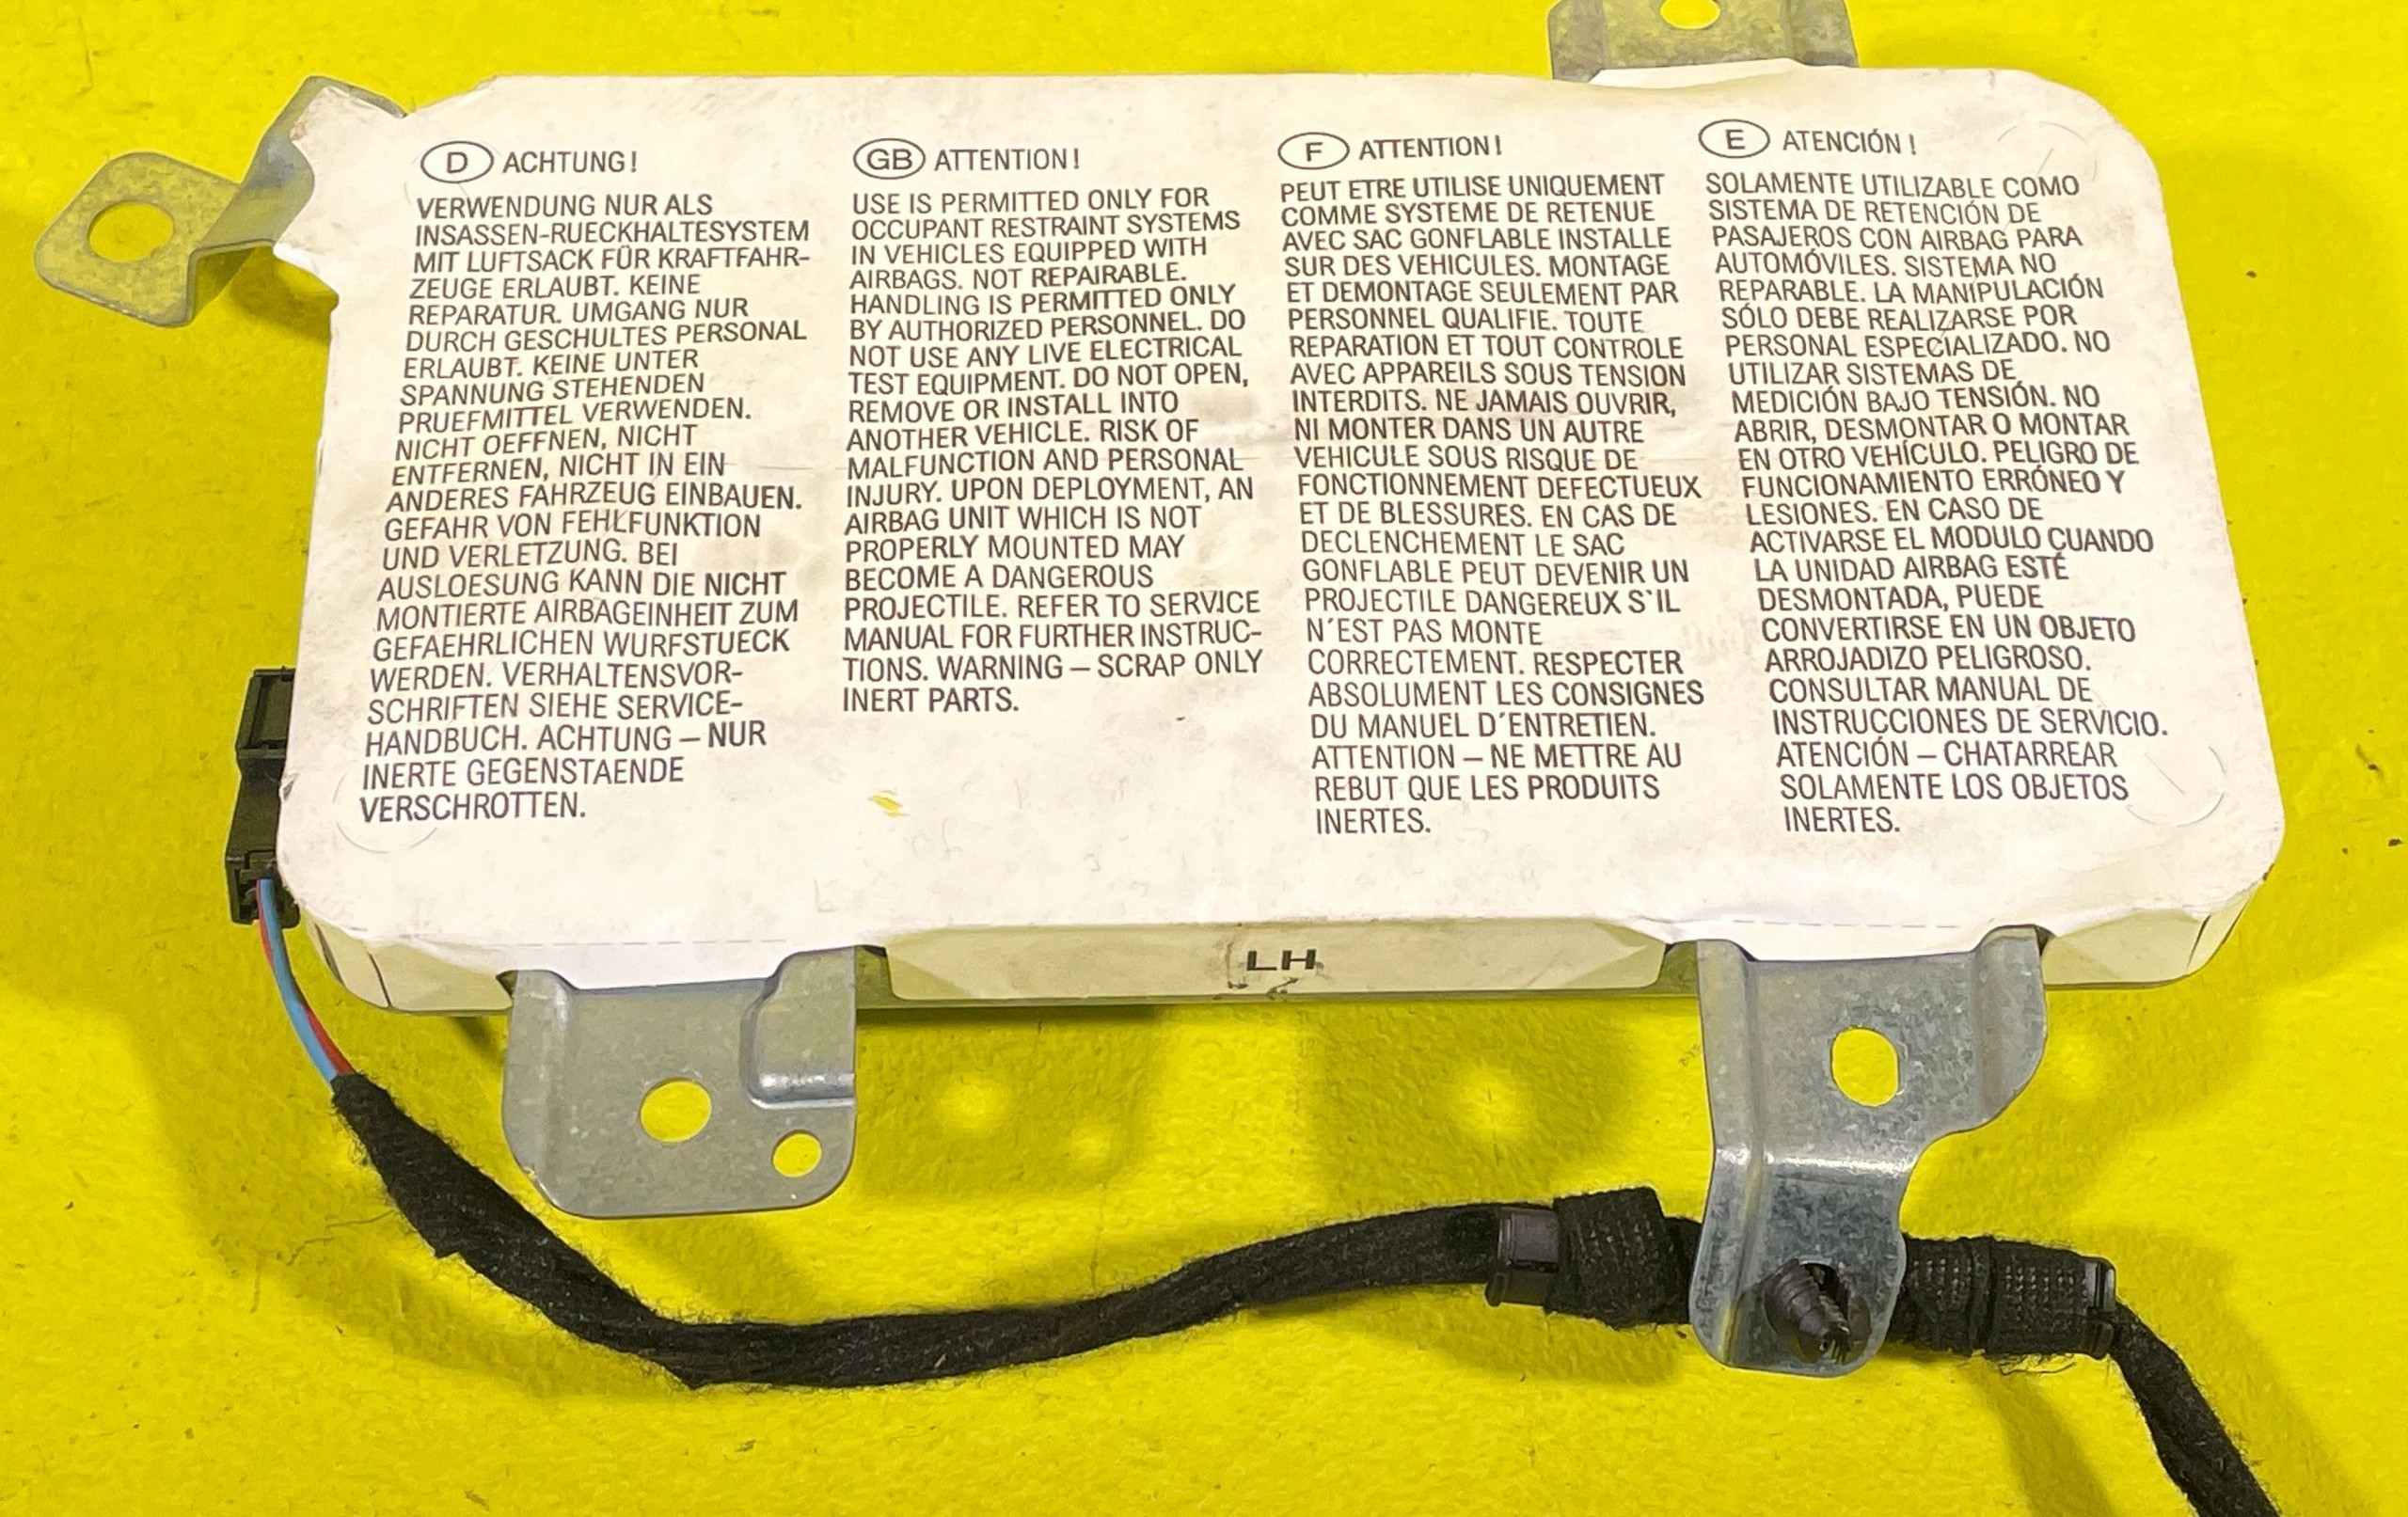 D ACHTUNG!
VERWENDUNG NUR ALS
INSASSEN-RUECKHALTESYSTEM
MIT LUFTSACK FÜR KRAFTFAHR-
ZEUGE ERLAUBT. KEINE
REPARATUR. UMGANG NUR
DURCH GESCHULTES PERSONAL
ERLAUBT. KEINE UNTER
SPANNUNG STEHENDEN
PRUEFMITTEL VERWENDEN.
NICHT OEFFNEN, NICHT
ENTFERNEN, NICHT IN EIN
ANDERES FAHRZEUG EINBAUEN.
GEFAHR VON FEHLFUNKTION
UND VERLETZUNG. BEI
AUSLOESUNG KANN DIE NICHT
MONTIERTE AIRBAGEINHEIT ZUM
GEFAEHRLICHEN WURFSTUECK
WERDEN. VERHALTENSVOR-
SCHRIFTEN SIEHE SERVICE-
HANDBUCH. ACHTUNG – NUR
INERTE GEGENSTAENDE
VERSCHROTTEN.
GB ATTENTION!
USE IS PERMITTED ONLY FOR
OCCUPANT RESTRAINT SYSTEMS
IN VEHICLES EQUIPPED WITH
AIRBAGS. NOT REPAIRABLE.
HANDLING IS PERMITTED ONLY
BY AUTHORIZED PERSONNEL. DO
NOT USE ANY LIVE ELECTRICAL
TEST EQUIPMENT. DO NOT OPEN,
REMOVE OR INSTALL INTO
ANOTHER VEHICLE. RISK OF
MALFUNCTION AND PERSONAL
INJURY. UPON DEPLOYMENT, AN
AIRBAG UNIT WHICH IS NOT
PROPERLY MOUNTED MAY
BECOME A DANGEROUS
PROJECTILE. REFER TO SERVICE
MANUAL FOR FURTHER INSTRUC-
TIONS. WARNING – SCRAP ONLY
INERT PARTS.
F ATTENTION!
PEUT ETRE UTILISE UNIQUEMENT
COMME SYSTEME DE RETENUE
AVEC SAC GONFLABLE INSTALLE
SUR DES VEHICULES. MONTAGE
ET DEMONTAGE SEULEMENT PAR
PERSONNEL QUALIFIE. TOUTE
REPARATION ET TOUT CONTROLE
AVEC APPAREILS SOUS TENSION
INTERDITS. NE JAMAIS OUVRIR,
NI MONTER DANS UN AUTRE
VEHICULE SOUS RISQUE DE
FONCTIONNEMENT DEFECTUEUX
ET DE BLESSURES. EN CAS DE
DECLENCHEMENT LE SAC
GONFLABLE PEUT DEVENIR UN
PROJECTILE DANGEREUX S`IL
N´EST PAS MONTE
CORRECTEMENT. RESPECTER
ABSOLUMENT LES CONSIGNES
DU MANUEL D´ENTRETIEN.
ATTENTION – NE METTRE AU
REBUT QUE LES PRODUITS
INERTES.
E ATENCIÓN!
SOLAMENTE UTILIZABLE COMO
SISTEMA DE RETENCIÓN DE
PASAJEROS CON AIRBAG PARA
AUTOMÓVILES. SISTEMA NO
REPARABLE. LA MANIPULACIÓN
SÓLO DEBE REALIZARSE POR
PERSONAL ESPECIALIZADO. NO
UTILIZAR SISTEMAS DE
MEDICIÓN BAJO TENSIÓN. NO
ABRIR, DESMONTAR O MONTAR
EN OTRO VEHÍCULO. PELIGRO DE
FUNCIONAMIENTO ERRÓNEO Y
LESIONES. EN CASO DE
ACTIVARSE EL MODULO CUANDO
LA UNIDAD AIRBAG ESTÉ
DESMONTADA, PUEDE
CONVERTIRSE EN UN OBJETO
ARROJADIZO PELIGROSO.
CONSULTAR MANUAL DE
INSTRUCCIONES DE SERVICIO.
ATENCIÓN – CHATARREAR
SOLAMENTE LOS OBJETOS
INERTES.
LH